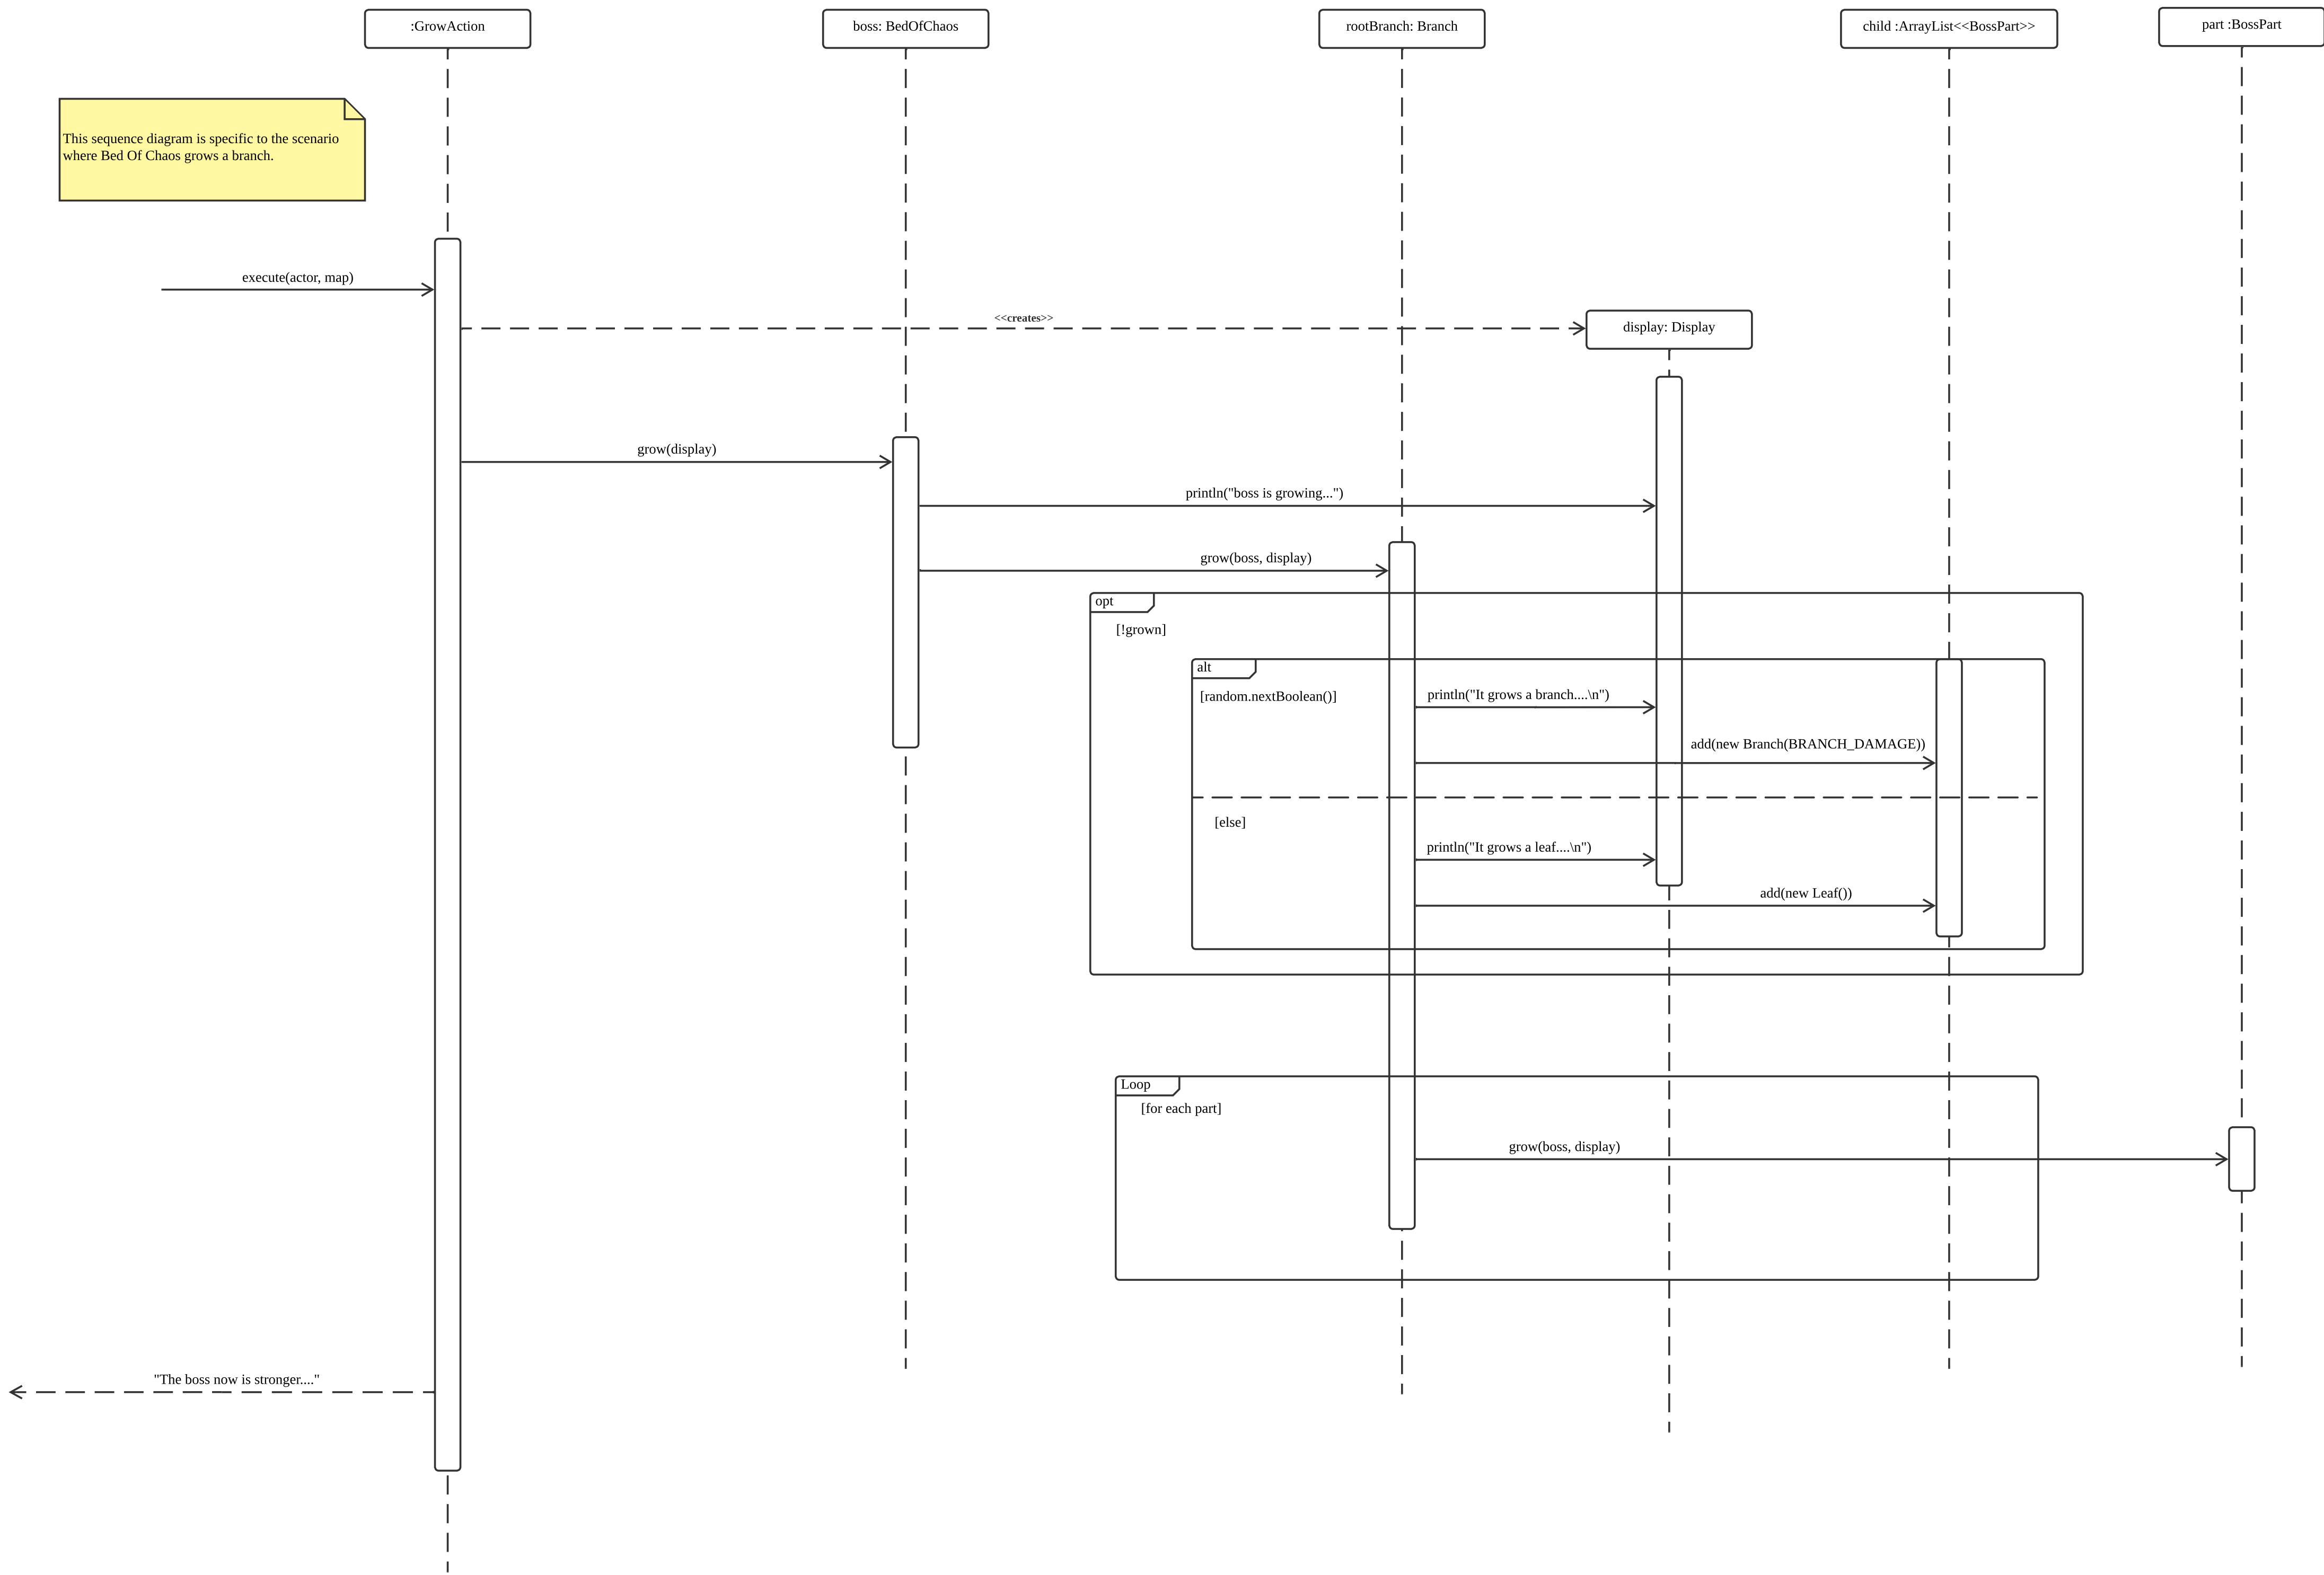 :GrowAction
boss: BedOfChaos
rootBranch: Branch
child :ArrayList<<BossPart>>
part :BossPart
This sequence diagram is specific to the scenario
where Bed Of Chaos grows a branch.
execute(actor, map)
<<creates>>
display: Display
grow(display)
println("boss is growing...")
grow(boss, display)
opt
[!grown]
alt
[random.nextBoolean()]
println("It grows a branch....\n")
add(new Branch(BRANCH_DAMAGE))
[else]
println("It grows a leaf....\n")
add(new Leaf())
Loop
[for each part]
grow(boss, display)
"The boss now is stronger...."